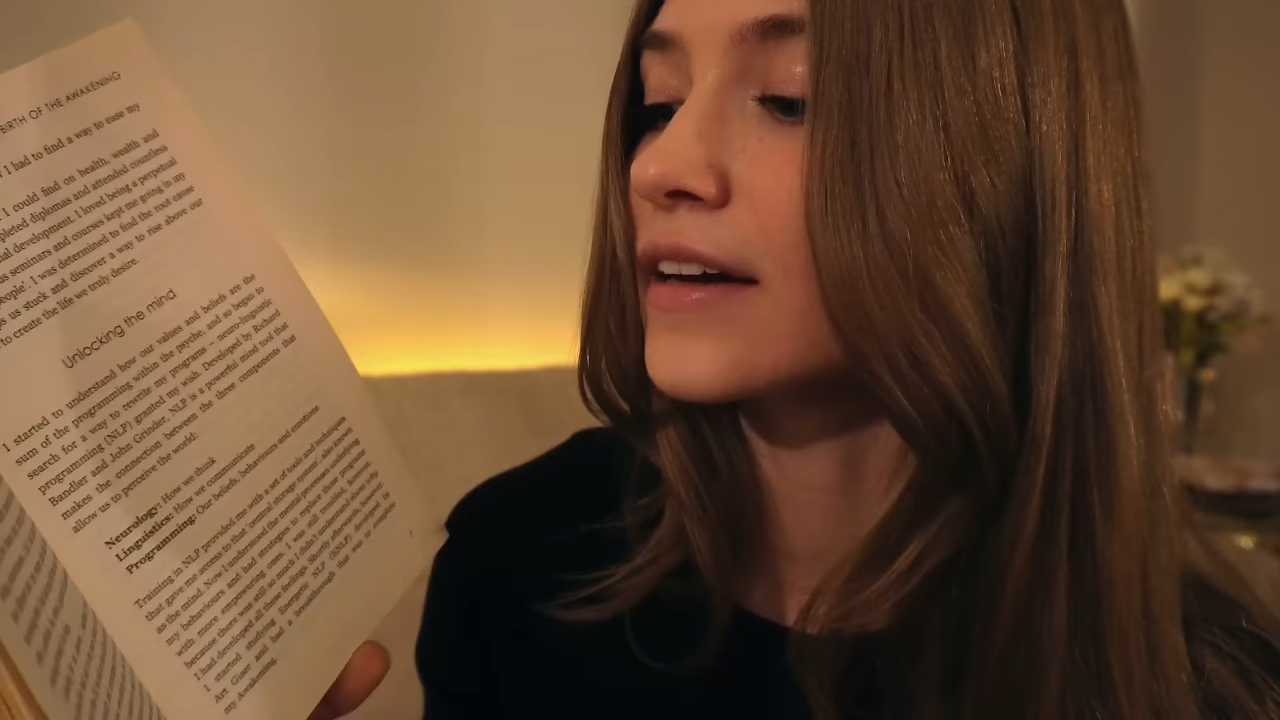 BIRTH OF THE AWAKENING
I had to find a way to ease my
I could find on health, wealth and
diplomas and attended countless
development. I loved being a perpetual
seminars and courses kept me going in my
I was determined to find the root cause
us stuck and discover a way to rise above our
to create the life we truly desire.
Unlocking the mind
I started to understand how our values and beliefs are the
sum of the programming within the psyche, and so began to
search for a way to rewrite my programs – neuro-linguistic
programming (NLP) granted my wish. Developed by Richard
Bandler and John Grinder, NLP is a powerful mind tool that
makes the connection between the three components that
allow us to perceive the world:
Neurology: How we think
Linguistics: How we communicate
Programming: Our beliefs, behaviours and emotions
Training in NLP provided me with a set of tools and techniques
that gave me access to that 'central storage system', also known
as the mind. Now I understood the mental processes underlying
my behaviours and had strategies to replace those programs
with more empowering ones. I was still troubled, however,
because there was still so much I didn't understand about why
I had developed all these feelings. Shortly afterwards, however,
I started studying Energetic NLP (ENLP), developed by
Art Giser and had a breakthrough that was to complete
my Awakening.